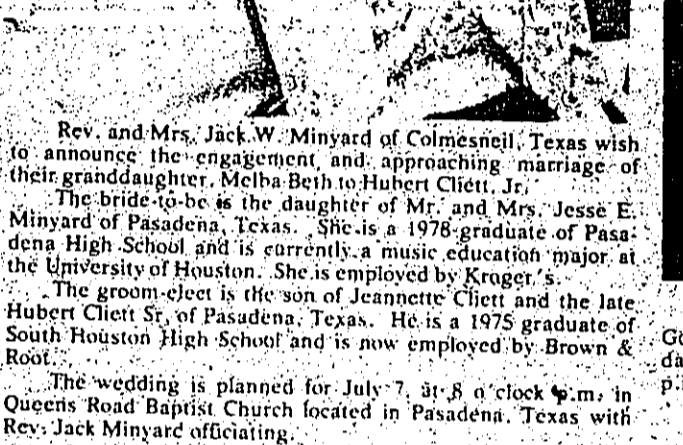 Rev. and Mrs. Jack W. Minyard of Colmesneil, Texas wish
to announce the engagement and approaching marriage of
their granddaughter, Melba Beth to Hubert Cliett, Jr.
The bride-to-be is the daughter of Mr. and Mrs. Jesse E.
Minyard of Pasadena, Texas. She is a 1978 graduate of Pasa-
dena High School and is currently a music education major at
the University of Houston. She is employed by Kroger's.
The groom-elect is the son of Jeannette Cliett and the late
Hubert Cliett Sr. of Pasadena, Texas. He is a 1975 graduate of
South Houston High School and is now employed by Brown &
Root.
The wedding is planned for July 7, at 8 o'clock p.m. in
Queens Road Baptist Church located in Pasadena, Texas with
Rev. Jack Minyard officiating.